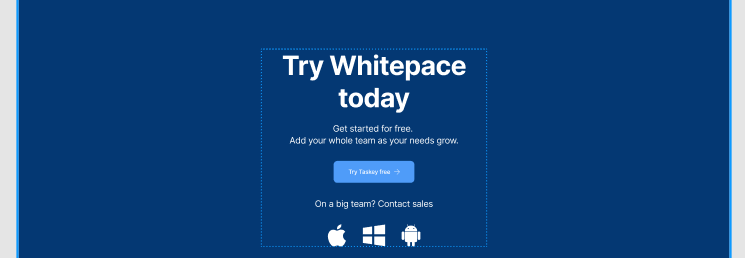 Try Whitepace
today
Get started for free.
Add your whole team as your needs grow.
Try Taskey free →
On a big team? Contact sales